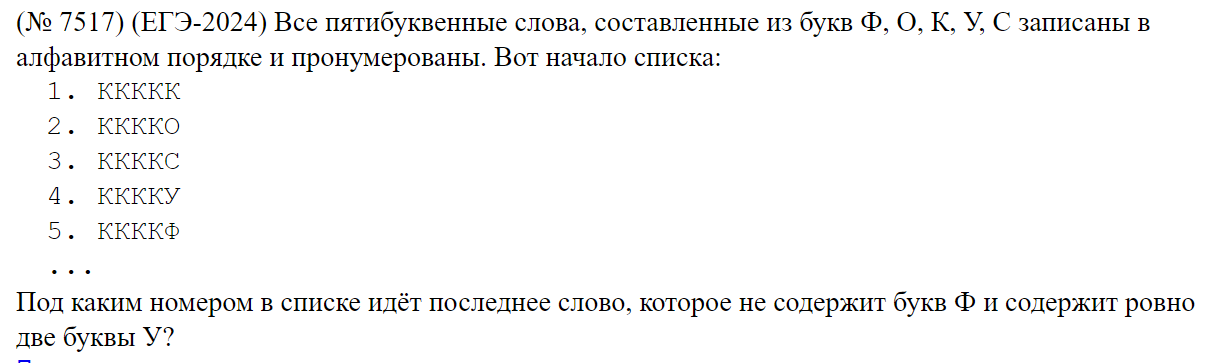 (№ 7517) (ЕГЭ-2024) Все пятибуквенные слова, составленные из букв Ф, О, К, У, С записаны в
алфавитном порядке и пронумерованы. Вот начало списка:
1. ККККК
2. ККККО
3. ККККС
4. ККККУ
5. ККККФ
...
Под каким номером в списке идёт последнее слово, которое не содержит букв Ф и содержит ровно
две буквы У?